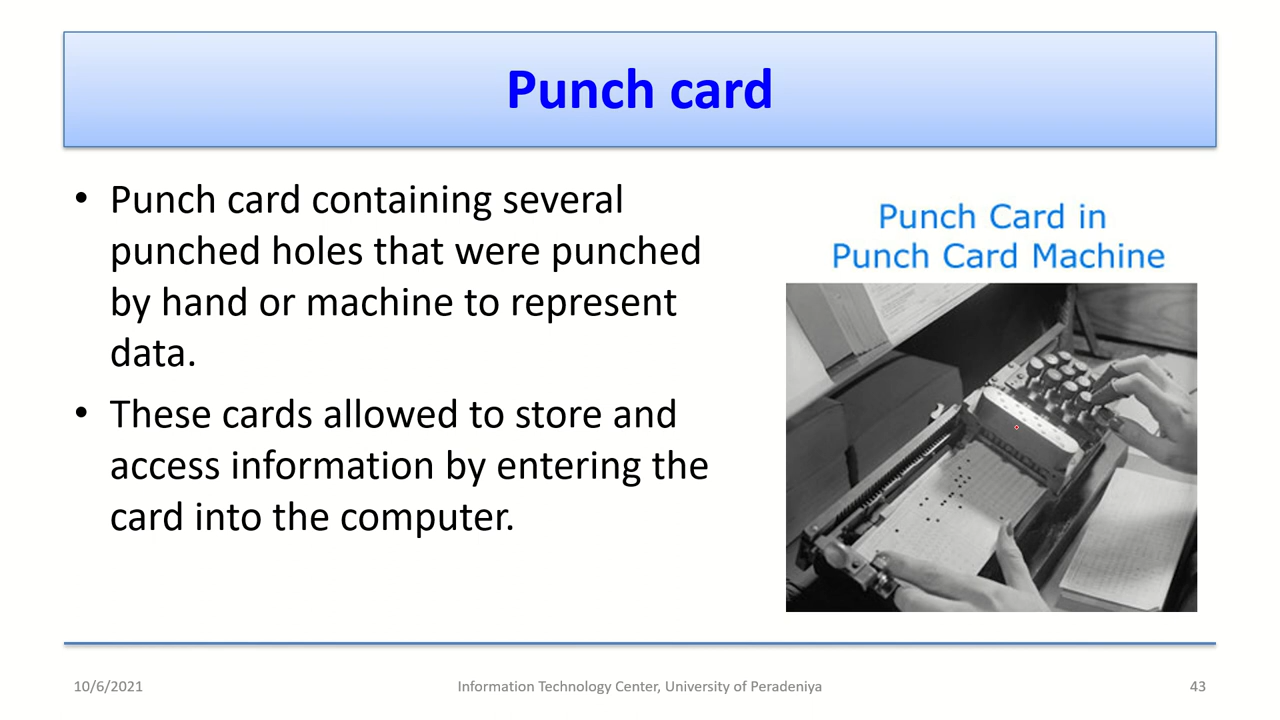 Punch card
• Punch card containing several
punched holes that were punched
by hand or machine to represent
data.
• These cards allowed to store and
access information by entering the
card into the computer.
Punch Card in
Punch Card Machine
10/6/2021
Information Technology Center, University of Peradeniya
43